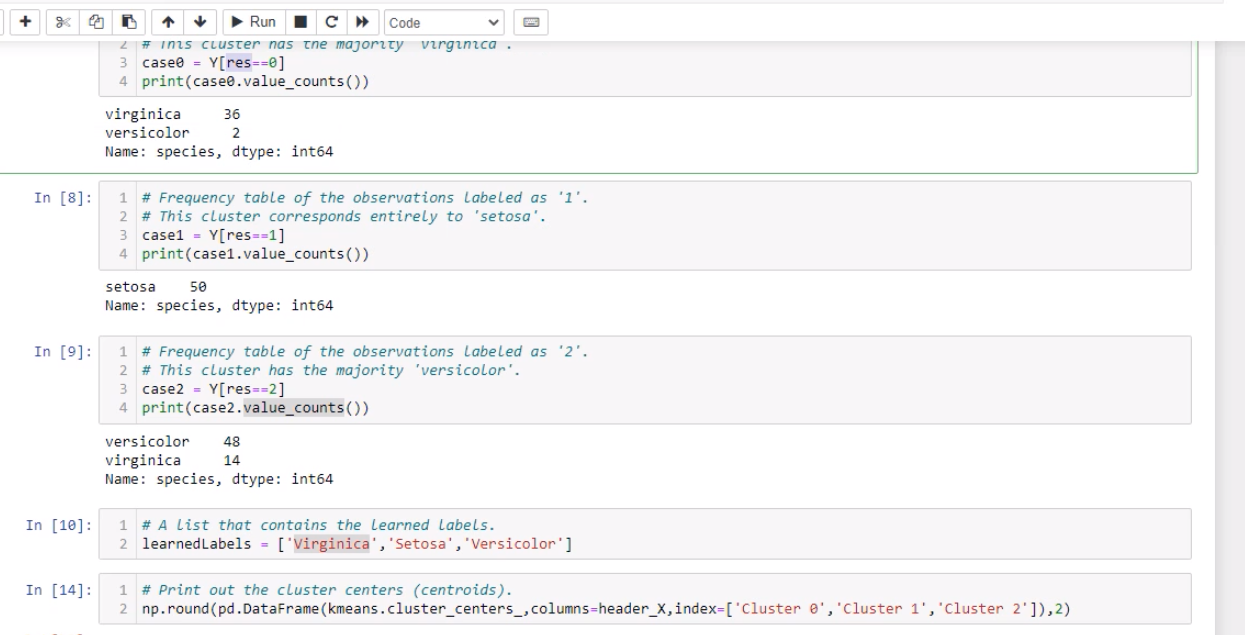 Run Code
2 # This cluster has the majority 'virginica'.
3 case0 = Y[res==0]
4 print(case0.value_counts())
virginica 36
versicolor 2
Name: species, dtype: int64
In [8]: 1 # Frequency table of the observations labeled as '1'.
2 # This cluster corresponds entirely to 'setosa'.
3 case1 = Y[res==1]
4 print(case1.value_counts())
setosa 50
Name: species, dtype: int64
In [9]: 1 # Frequency table of the observations labeled as '2'.
2 # This cluster has the majority 'versicolor'.
3 case2 = Y[res==2]
4 print(case2.value_counts())
versicolor 48
virginica 14
Name: species, dtype: int64
In [10]: 1 # A list that contains the learned labels.
2 learnedLabels = ['Virginica','Setosa','Versicolor']
In [14]: 1 # Print out the cluster centers (centroids).
2 np.round(pd.DataFrame(kmeans.cluster_centers_,columns=header_X,index=['Cluster 0','Cluster 1','Cluster 2']),2)